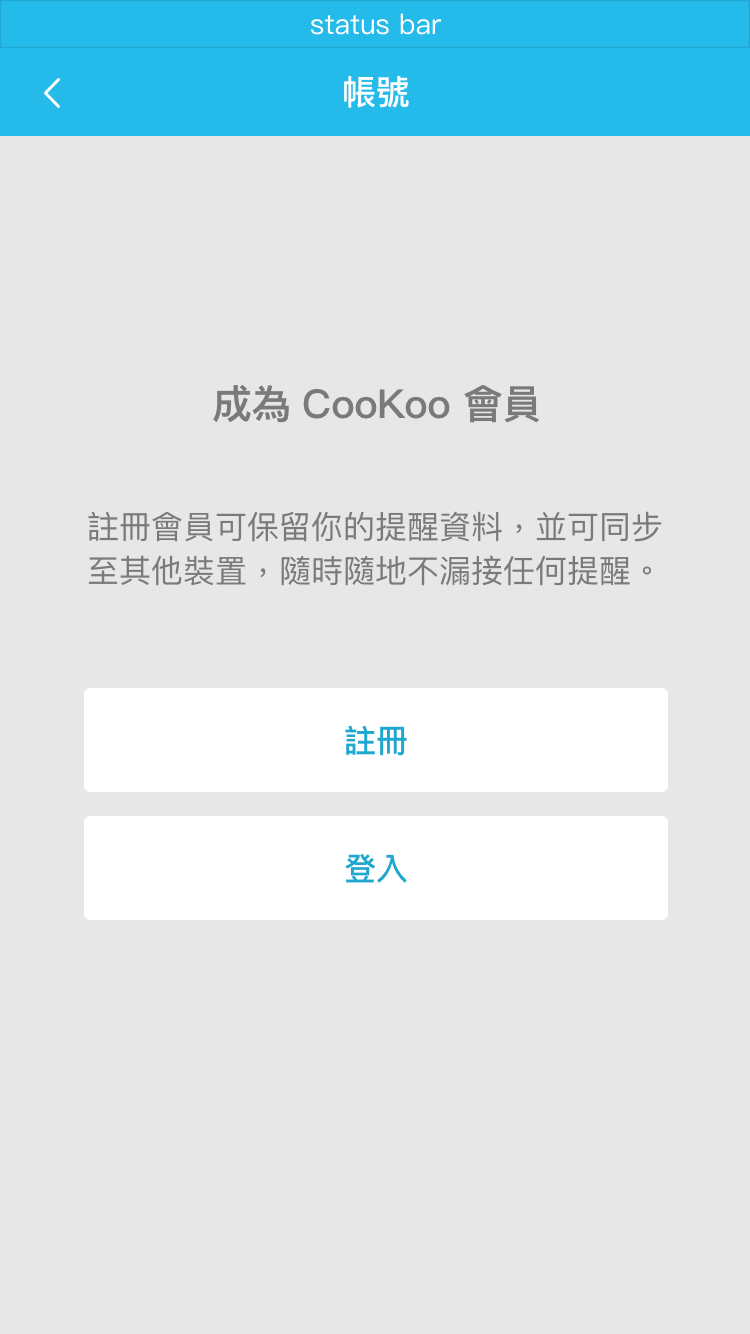 status bar
帳號
成為 CooKoo 會員
註冊會員可保留你的提醒資料，並可同步
至其他裝置，隨時隨地不漏接任何提醒。
註冊
登入